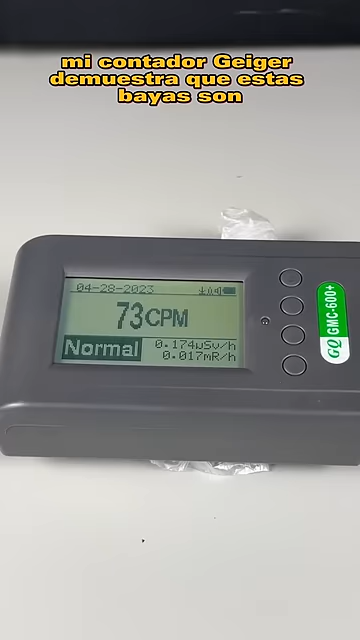 mi contador Geiger
demuestra que estas
bayas son
04-28-2023
73CPM
Normal
0.174µSv/h
0.017mR/h
GQ GMC-600+